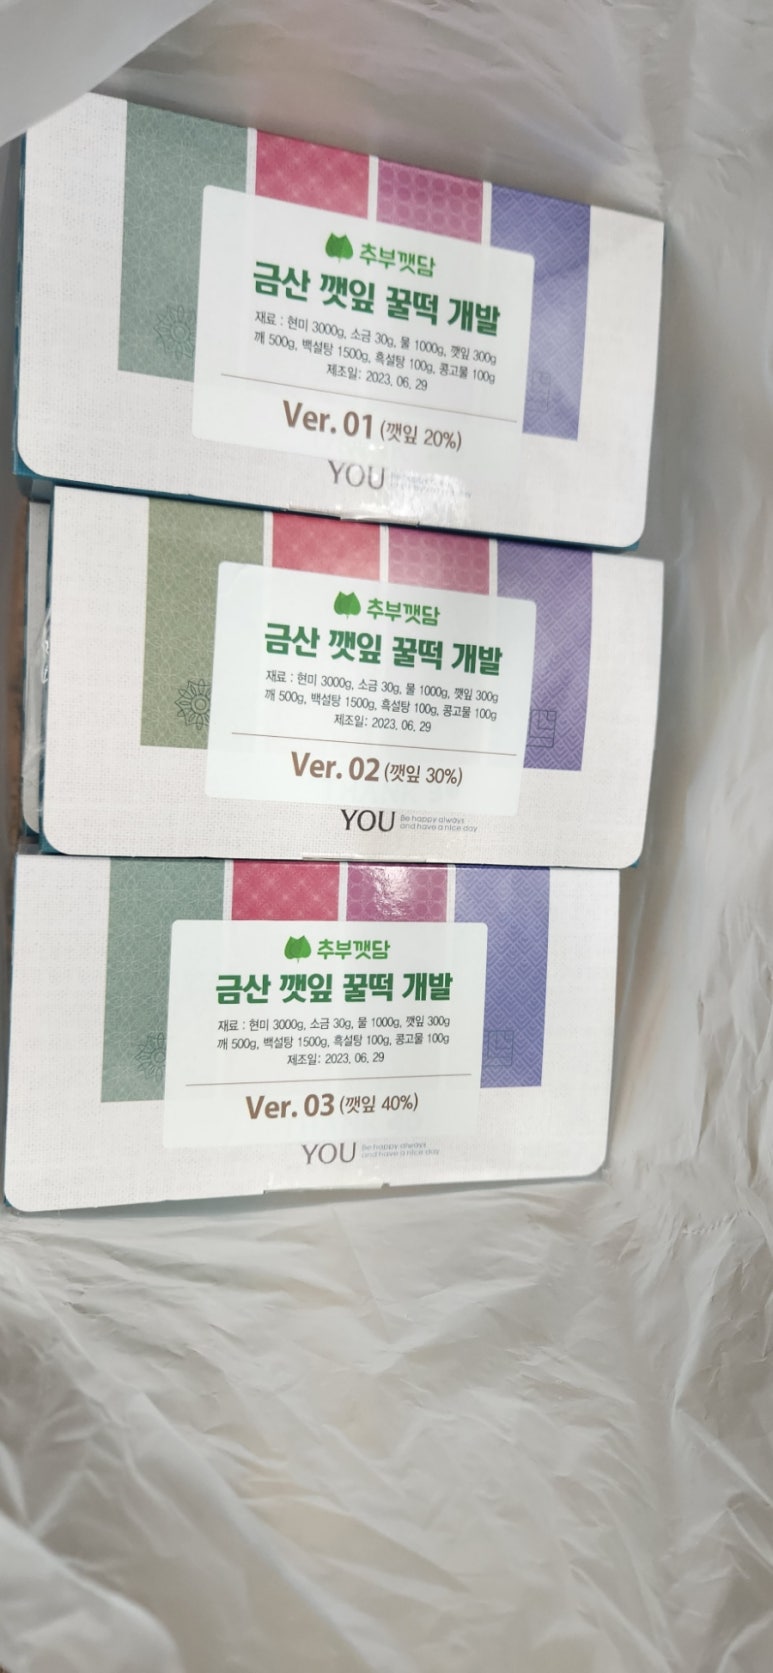 추부깻담
금산 깻잎 꿀떡 개발
재료 : 현미 3000g, 소금 30g, 물 1000g, 깻잎 300g
깨 500g, 백설탕 1500g, 흑설탕 100g, 콩고물 100g
제조일: 2023. 06. 29
Ver. 01 (깻잎 20%)
YOU
추부깻담
금산 깻잎 꿀떡 개발
재료 : 현미 3000g, 소금 30g, 물 1000g, 깻잎 300g
깨 500g, 백설탕 1500g, 흑설탕 100g, 콩고물 100g
제조일: 2023. 06. 29
Ver. 02 (깻잎 30%)
YOU Be happy always
and have a nice day
추부깻담
금산 깻잎 꿀떡 개발
재료 : 현미 3000g, 소금 30g, 물 1000g, 깻잎 300g
깨 500g, 백설탕 1500g, 흑설탕 100g, 콩고물 100g
제조일: 2023. 06. 29
Ver. 03 (깻잎 40%)
YOU Be happy always
and have a nice day